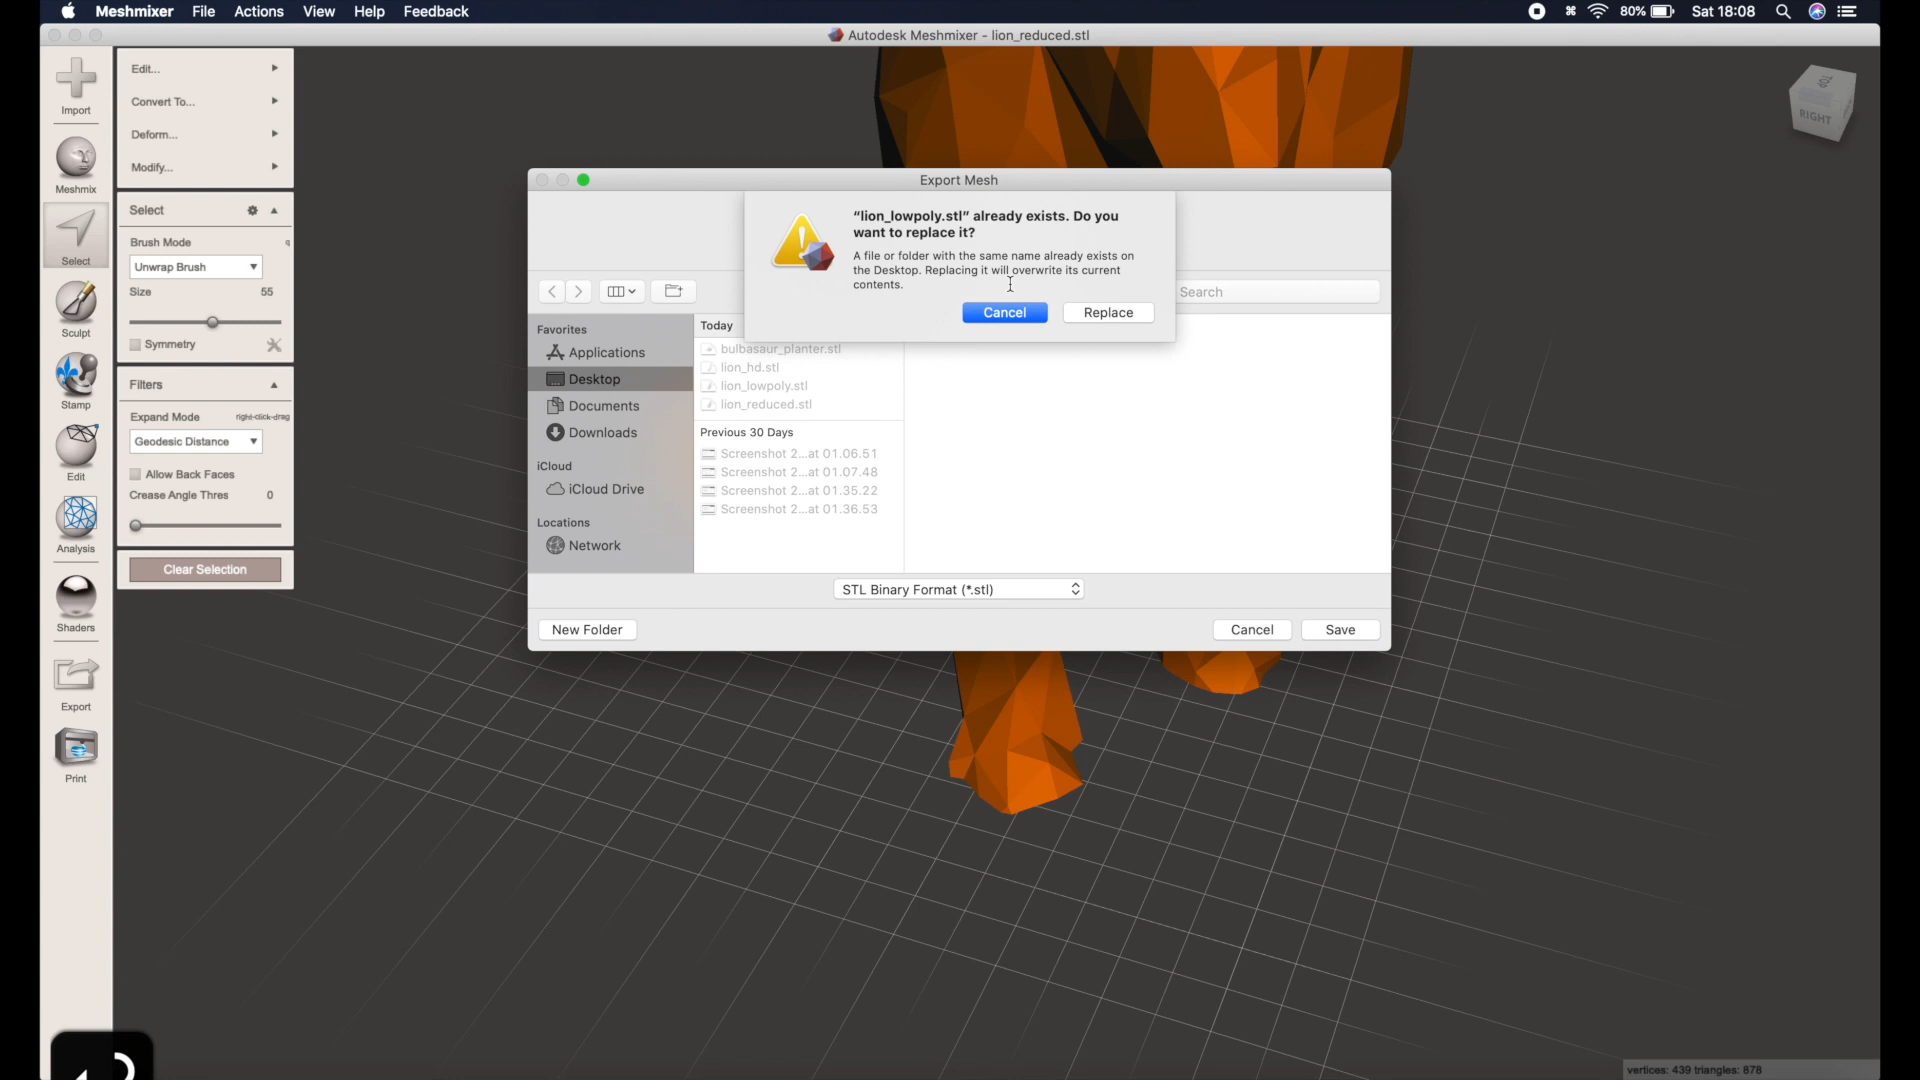 Meshmixer File Actions View Help Feedback
80% Sat 18:08
Autodesk Meshmixer - lion_reduced.stl
Import
Meshmix
Select
Sculpt
Stamp
Edit
Analysis
Shaders
Export
Print
Edit...
Convert To...
Deform...
Modify...
Select
Brush Mode q
Unwrap Brush
Size 55
Symmetry
Filters
Expand Mode right-click-drag
Geodesic Distance
Allow Back Faces
Crease Angle Thres 0
Clear Selection
Export Mesh
“lion_lowpoly.stl” already exists. Do you
want to replace it?
A file or folder with the same name already exists on
the Desktop. Replacing it will overwrite its current
contents.
Cancel Replace
Search
Favorites
Applications
Desktop
Documents
Downloads
iCloud
iCloud Drive
Locations
Network
Today
bulbasaur_planter.stl
lion_hd.stl
lion_lowpoly.stl
lion_reduced.stl
Previous 30 Days
Screenshot 2...at 01.06.51
Screenshot 2...at 01.07.48
Screenshot 2...at 01.35.22
Screenshot 2...at 01.36.53
STL Binary Format (*.stl)
New Folder Cancel Save
TOP
RIGHT
vertices: 439 triangles: 878